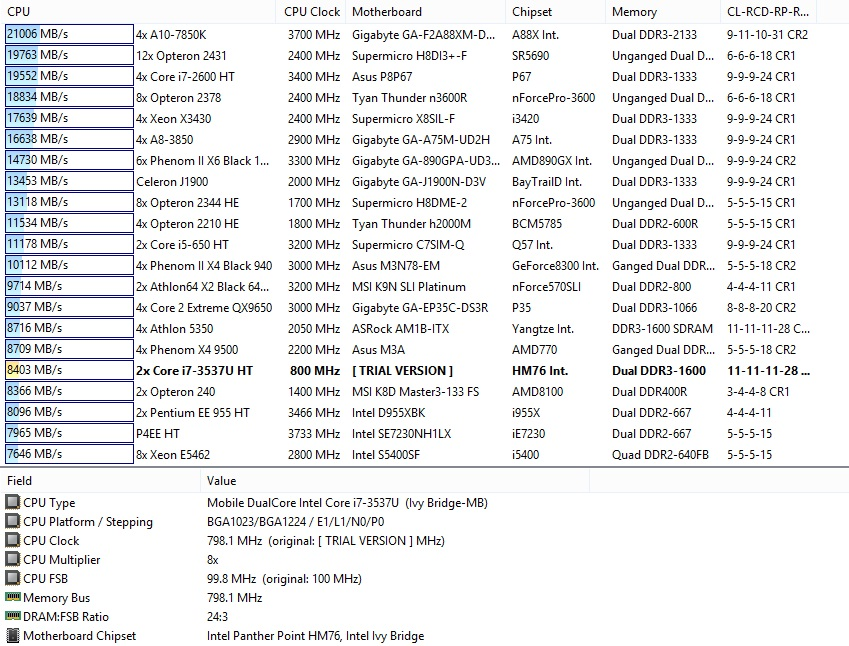 CPU CPU Clock Motherboard Chipset Memory CL-RCD-RP-R...
21006 MB/s 4x A10-7850K 3700 MHz Gigabyte GA-F2A88XM-D... A88X Int. Dual DDR3-2133 9-11-10-31 CR2
19763 MB/s 12x Opteron 2431 2400 MHz Supermicro H8DI3+-F SR5690 Unganged Dual D... 6-6-6-18 CR1
19552 MB/s 4x Core i7-2600 HT 3400 MHz Asus P8P67 P67 Dual DDR3-1333 9-9-9-24 CR1
18834 MB/s 8x Opteron 2378 2400 MHz Tyan Thunder n3600R nForcePro-3600 Unganged Dual D... 6-6-6-18 CR1
17639 MB/s 4x Xeon X3430 2400 MHz Supermicro X8SIL-F i3420 Dual DDR3-1333 9-9-9-24 CR1
16638 MB/s 4x A8-3850 2900 MHz Gigabyte GA-A75M-UD2H A75 Int. Dual DDR3-1333 9-9-9-24 CR1
14730 MB/s 6x Phenom II X6 Black 1... 3300 MHz Gigabyte GA-890GPA-UD3... AMD890GX Int. Unganged Dual D... 9-9-9-24 CR2
13453 MB/s Celeron J1900 2000 MHz Gigabyte GA-J1900N-D3V BayTrailD Int. Dual DDR3-1333 9-9-9-24 CR1
13118 MB/s 8x Opteron 2344 HE 1700 MHz Supermicro H8DME-2 nForcePro-3600 Unganged Dual D... 5-5-5-15 CR1
11534 MB/s 4x Opteron 2210 HE 1800 MHz Tyan Thunder h2000M BCM5785 Dual DDR2-600R 5-5-5-15 CR1
11178 MB/s 2x Core i5-650 HT 3200 MHz Supermicro C7SIM-Q Q57 Int. Dual DDR3-1333 9-9-9-24 CR1
10112 MB/s 4x Phenom II X4 Black 940 3000 MHz Asus M3N78-EM GeForce8300 Int. Ganged Dual DDR... 5-5-5-18 CR2
9714 MB/s 2x Athlon64 X2 Black 64... 3200 MHz MSI K9N SLI Platinum nForce570SLI Dual DDR2-800 4-4-4-11 CR1
9037 MB/s 4x Core 2 Extreme QX9650 3000 MHz Gigabyte GA-EP35C-DS3R P35 Dual DDR3-1066 8-8-8-20 CR2
8716 MB/s 4x Athlon 5350 2050 MHz ASRock AM1B-ITX Yangtze Int. DDR3-1600 SDRAM 11-11-11-28 C...
8709 MB/s 4x Phenom X4 9500 2200 MHz Asus M3A AMD770 Ganged Dual DDR... 5-5-5-18 CR2
8403 MB/s 2x Core i7-3537U HT 800 MHz [ TRIAL VERSION ] HM76 Int. Dual DDR3-1600 11-11-11-28 ...
8366 MB/s 2x Opteron 240 1400 MHz MSI K8D Master3-133 FS AMD8100 Dual DDR400R 3-4-4-8 CR1
8096 MB/s 2x Pentium EE 955 HT 3466 MHz Intel D955XBK i955X Dual DDR2-667 4-4-4-11
7965 MB/s P4EE HT 3733 MHz Intel SE7230NH1LX iE7230 Dual DDR2-667 5-5-5-15
7646 MB/s 8x Xeon E5462 2800 MHz Intel S5400SF i5400 Quad DDR2-640FB 5-5-5-15
Field Value
CPU Type Mobile DualCore Intel Core i7-3537U (Ivy Bridge-MB)
CPU Platform / Stepping BGA1023/BGA1224 / E1/L1/N0/P0
CPU Clock 798.1 MHz (original: [ TRIAL VERSION ] MHz)
CPU Multiplier 8x
CPU FSB 99.8 MHz (original: 100 MHz)
Memory Bus 798.1 MHz
DRAM:FSB Ratio 24:3
Motherboard Chipset Intel Panther Point HM76, Intel Ivy Bridge